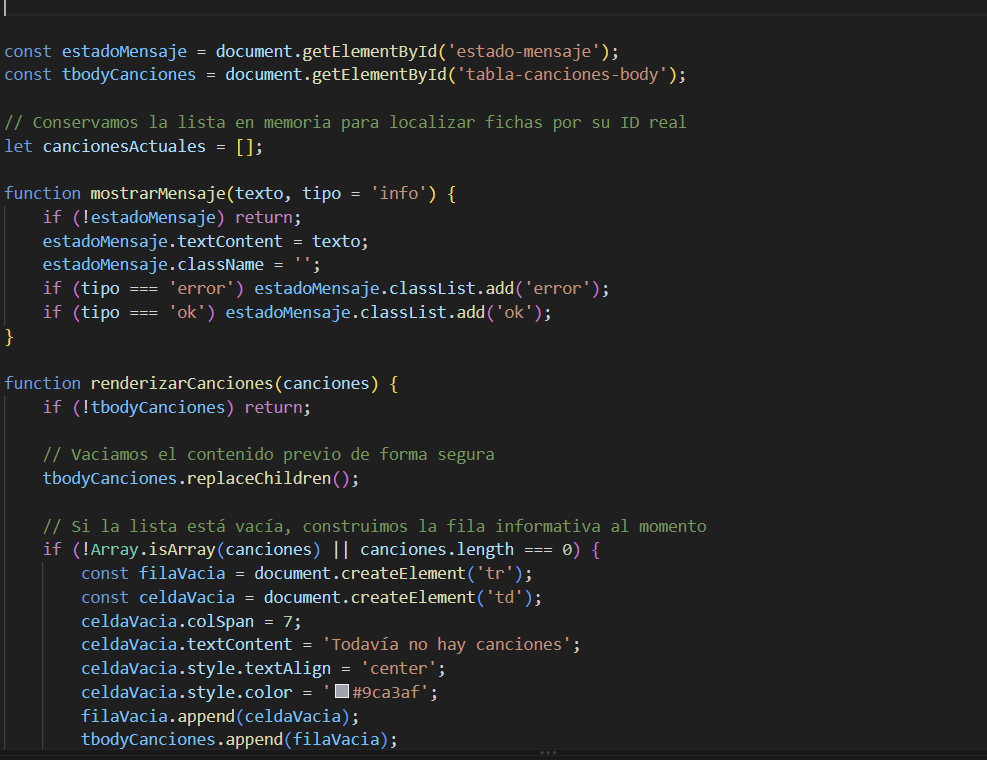 const estadoMensaje = document.getElementById('estado-mensaje');
const tbodyCanciones = document.getElementById('tabla-canciones-body');
// Conservamos la lista en memoria para localizar fichas por su ID real
let cancionesActuales = [];
function mostrarMensaje(texto, tipo = 'info') {
    if (!estadoMensaje) return;
    estadoMensaje.textContent = texto;
    estadoMensaje.className = '';
    if (tipo === 'error') estadoMensaje.classList.add('error');
    if (tipo === 'ok') estadoMensaje.classList.add('ok');
}
function renderizarCanciones(canciones) {
    if (!tbodyCanciones) return;
    // Vaciamos el contenido previo de forma segura
    tbodyCanciones.replaceChildren();
    // Si la lista está vacía, construimos la fila informativa al momento
    if (!Array.isArray(canciones) || canciones.length === 0) {
        const filaVacia = document.createElement('tr');
        const celdaVacia = document.createElement('td');
        celdaVacia.colSpan = 7;
        celdaVacia.textContent = 'Todavía no hay canciones';
        celdaVacia.style.textAlign = 'center';
        celdaVacia.style.color = '#9ca3af';
        filaVacia.append(celdaVacia);
        tbodyCanciones.append(filaVacia);